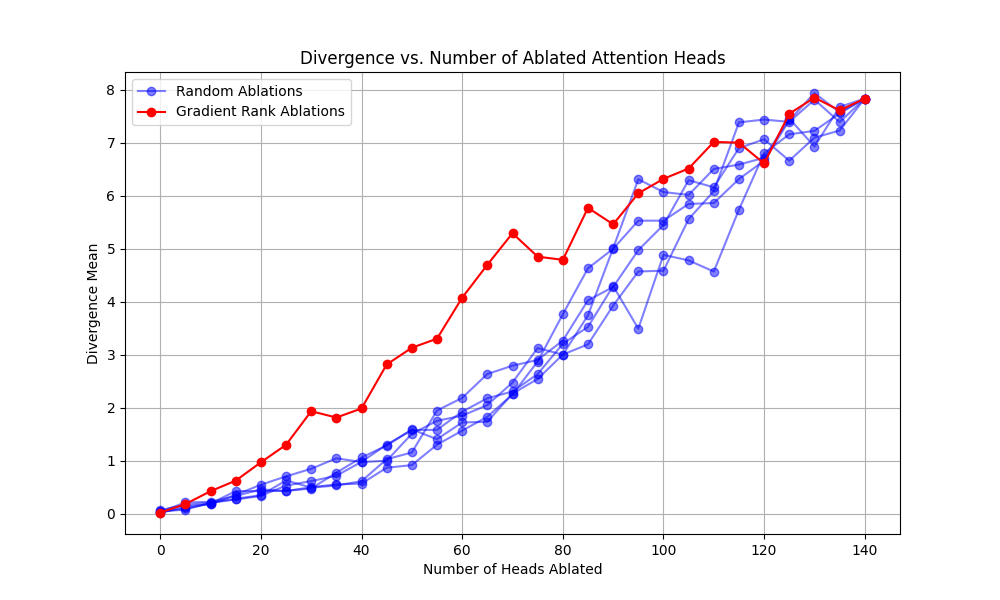 Divergence vs. Number of Ablated Attention Heads
Random Ablations
Gradient Rank Ablations
Divergence Mean
8
7
6
5
4
3
2
1
0
0 20 40 60 80 100 120 140
Number of Heads Ablated